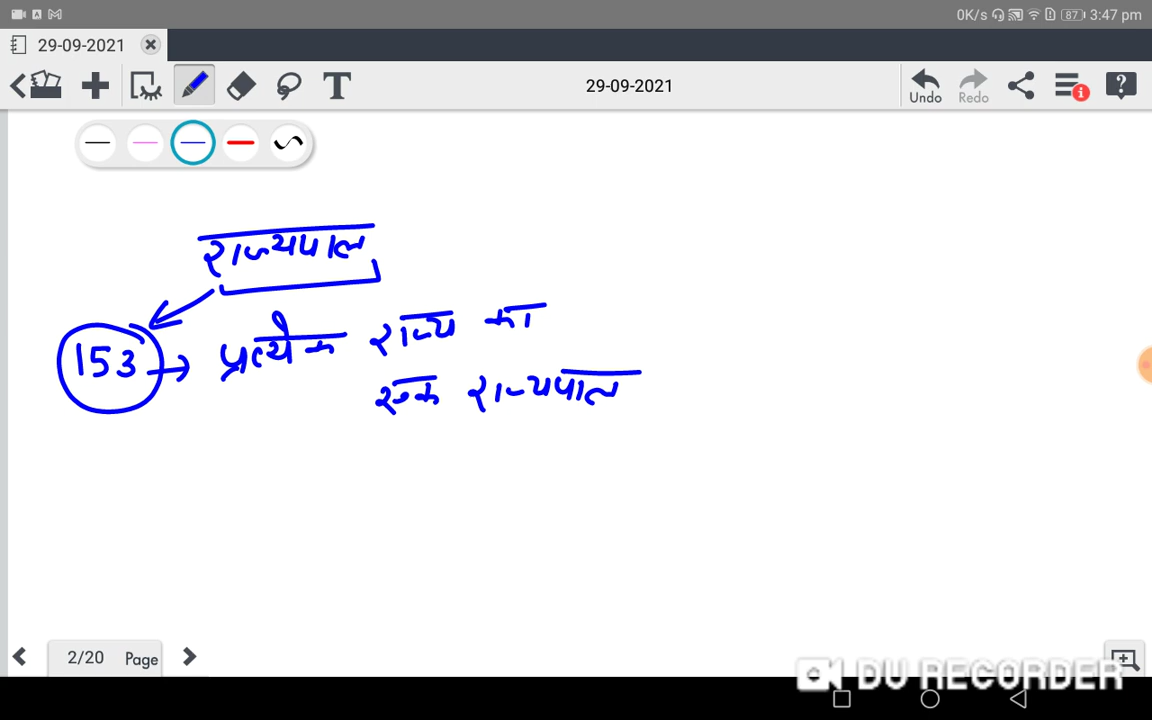 0K/s 87 3:47 pm
29-09-2021
T 29-09-2021 Undo Redo
राज्यपाल
153 → प्रत्येक राज्य का
एक राज्यपाल
2/20 Page
DU RECORDER